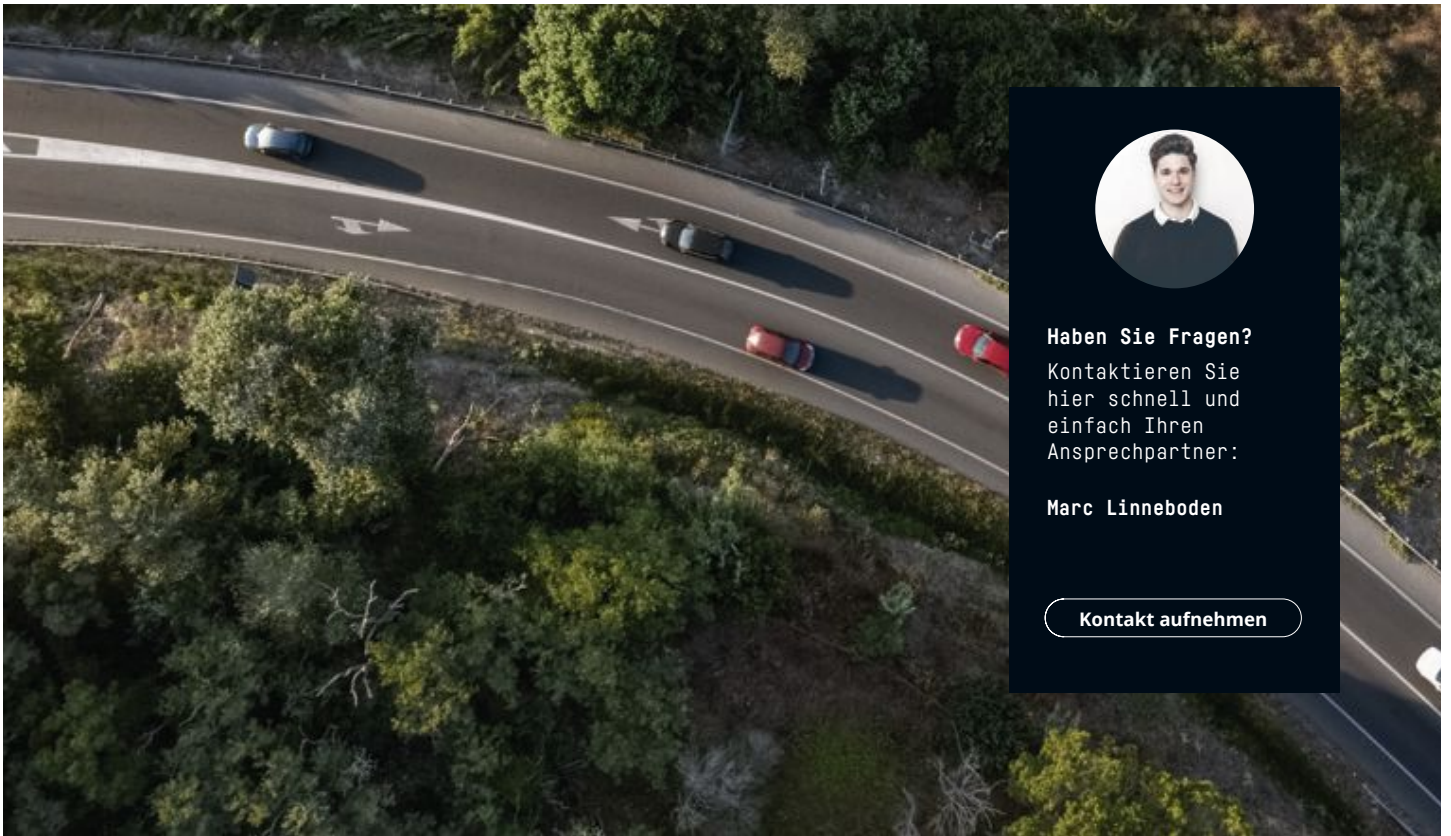 Haben Sie Fragen?
Kontaktieren Sie
hier schnell und
einfach Ihren
Ansprechpartner:
Marc Linneboden
Kontakt aufnehmen